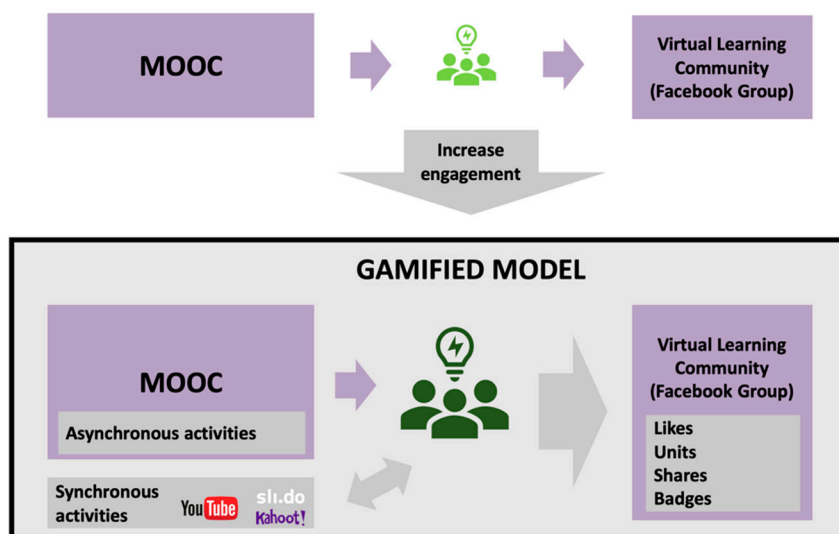 MOOC
Virtual Learning
Community
(Facebook Group)
Increase
engagement
GAMIFIED MODEL
MOOC
Asynchronous activities
Virtual Learning
Community
(Facebook Group)
Likes
Units
Shares
Badges
Synchronous
activities
YouTube
sli.do
Kahoot!